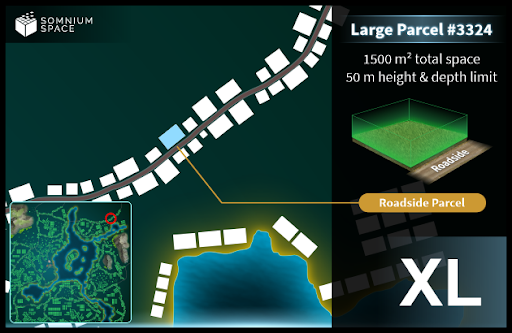 SOMNIUM
SPACE
Large Parcel #3324
1500 m² total space
50 m height & depth limit
Roadside
Roadside Parcel
XL